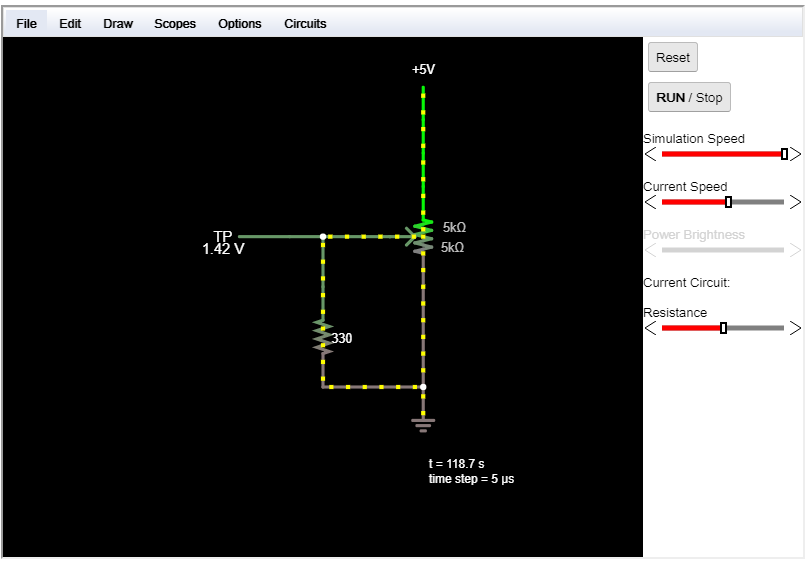 File Edit Draw Scopes Options Circuits
Reset
RUN / Stop
Simulation Speed
Current Speed
Power Brightness
Current Circuit:
Resistance
+5V
5kΩ
5kΩ
TP
1.42 V
330
t = 118.7 s
time step = 5 μs